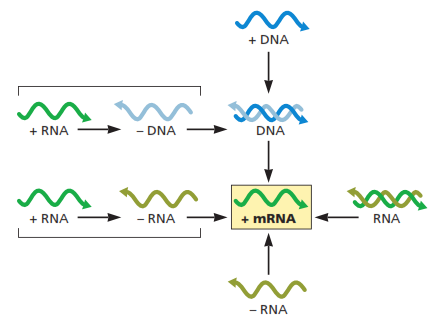 + DNA
+ RNA
– DNA
DNA
+ RNA
– RNA
+ mRNA
RNA
– RNA